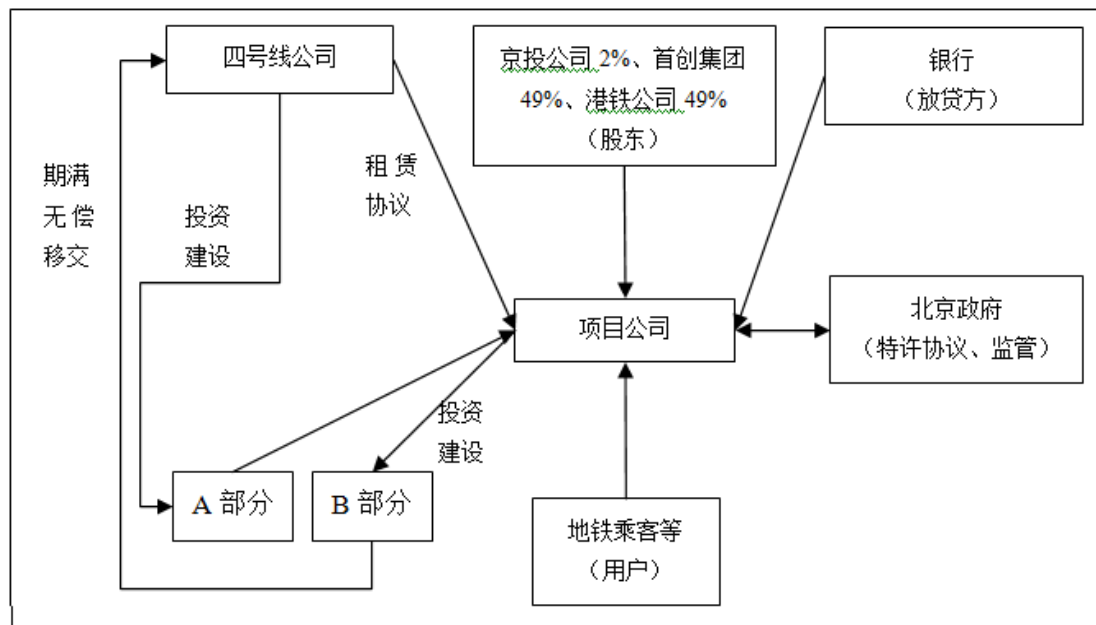 四号线公司
京投公司 2%、首创集团
49%、港铁公司 49%
（股东）
银行
（放贷方）
期满
无 偿
移交
投资
建设
租 赁
协议
项目公司
北京政府
（特许协议、监管）
投资
建设
A 部分
B 部分
地铁乘客等
（用户）